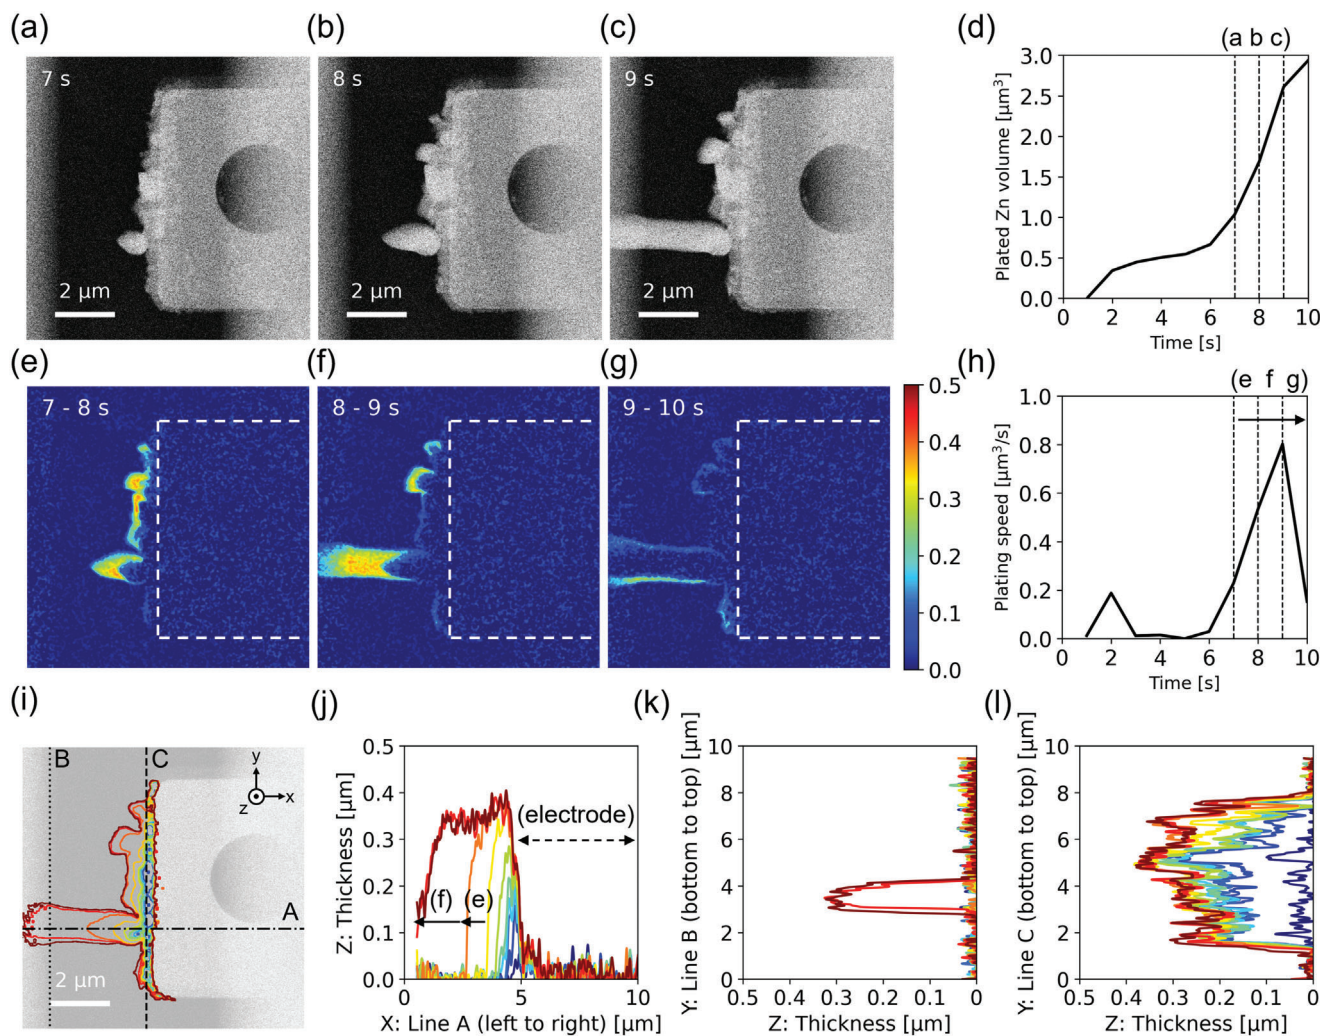 (a)
(b)
(c)
(d)
7 s
8 s
9 s
2 μm
2 μm
2 μm
(a b c)
Plated Zn volume [μm³]
3.0
2.5
2.0
1.5
1.0
0.5
0.0
0 2 4 6 8 10
Time [s]
(e)
(f)
(g)
(h)
7 - 8 s
8 - 9 s
9 - 10 s
0.5
0.4
0.3
0.2
0.1
0.0
(e f g)
Plating speed [μm³/s]
1.0
0.8
0.6
0.4
0.2
0.0
0 2 4 6 8 10
Time [s]
(i)
B
C
y
z
x
A
2 μm
(j)
Z: Thickness [μm]
0.5
0.4
0.3
0.2
0.1
0.0
(electrode)
(f)
(e)
0 5 10
X: Line A (left to right) [μm]
(k)
Y: Line B (bottom to top) [μm]
10
8
6
4
2
0
0.5 0.4 0.3 0.2 0.1 0
Z: Thickness [μm]
(l)
Y: Line C (bottom to top) [μm]
10
8
6
4
2
0
0.5 0.4 0.3 0.2 0.1 0
Z: Thickness [μm]